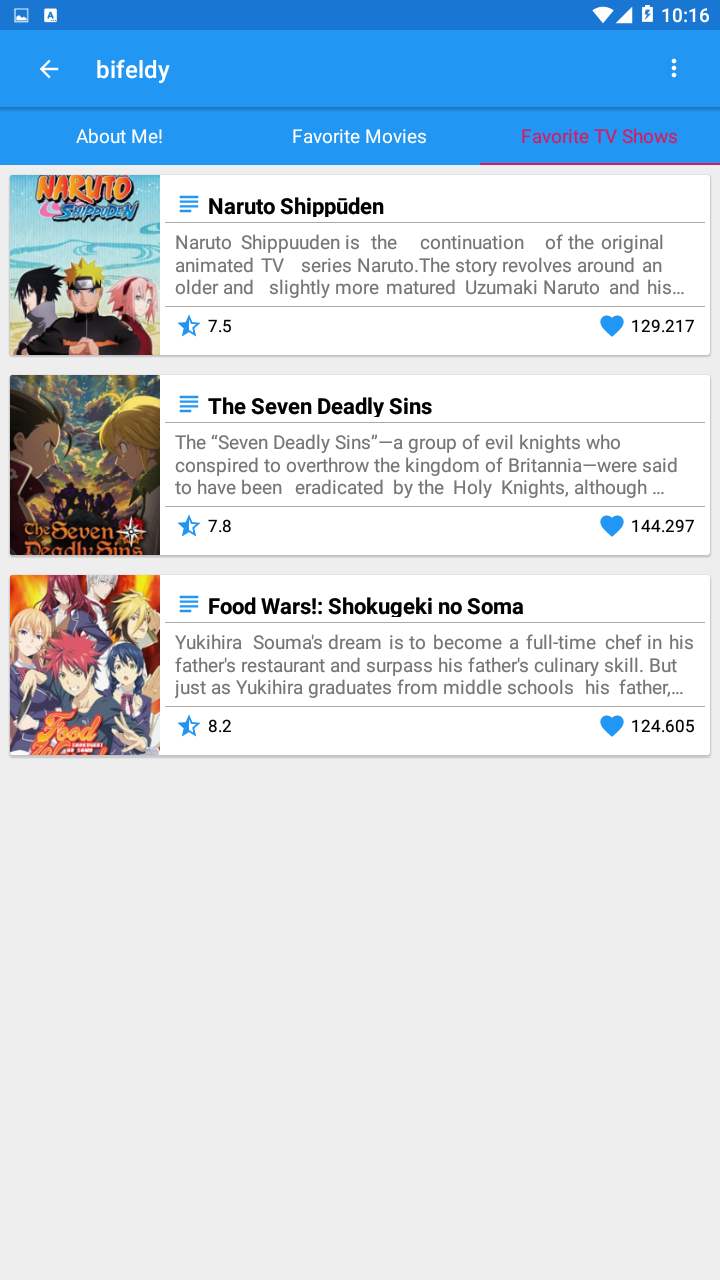 10:16
bifeldy
About Me!
Favorite Movies
Favorite TV Shows
NARUTO
SHIPPUDEN
Naruto Shippūden
Naruto Shippuuden is the continuation of the original
animated TV series Naruto.The story revolves around an
older and slightly more matured Uzumaki Naruto and his…
7.5
129.217
The Seven
Deadly Sins
The Seven Deadly Sins
The “Seven Deadly Sins”—a group of evil knights who
conspired to overthrow the kingdom of Britannia—were said
to have been eradicated by the Holy Knights, although …
7.8
144.297
Food
SHOKUGEKI
NO SOMA
Food Wars!: Shokugeki no Soma
Yukihira Souma's dream is to become a full-time chef in his
father's restaurant and surpass his father's culinary skill. But
just as Yukihira graduates from middle schools his father,…
8.2
124.605